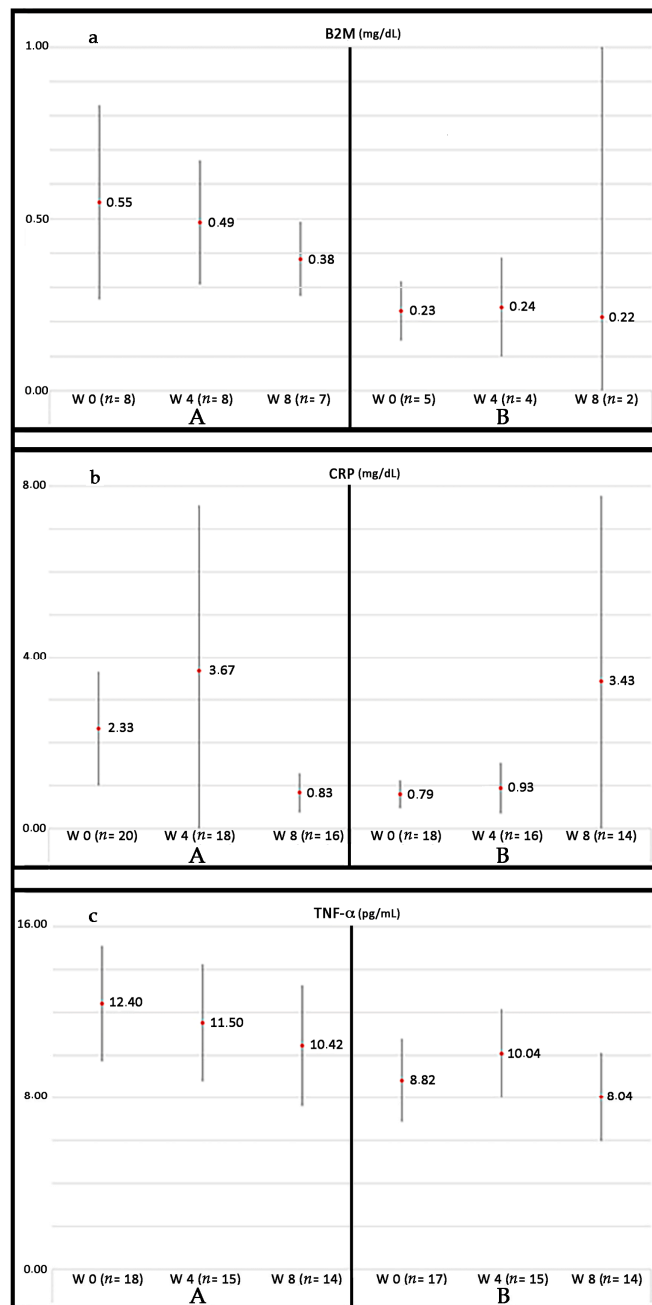 a
B2M (mg/dL)
1.00
0.55
0.49
0.50
0.38
0.23
0.24
0.22
0.00
W 0 (n= 8) W 4 (n= 8) W 8 (n= 7) W 0 (n= 5) W 4 (n= 4) W 8 (n= 2)
A B
b
CRP (mg/dL)
8.00
4.00
3.67
3.43
2.33
0.83
0.79
0.93
0.00
W 0 (n= 20) W 4 (n= 18) W 8 (n= 16) W 0 (n= 18) W 4 (n= 16) W 8 (n= 14)
A B
c
TNF-α (pg/mL)
16.00
12.40
11.50
10.42
8.82
10.04
8.04
8.00
0.00
W 0 (n= 18) W 4 (n= 15) W 8 (n= 14) W 0 (n= 17) W 4 (n= 15) W 8 (n= 14)
A B